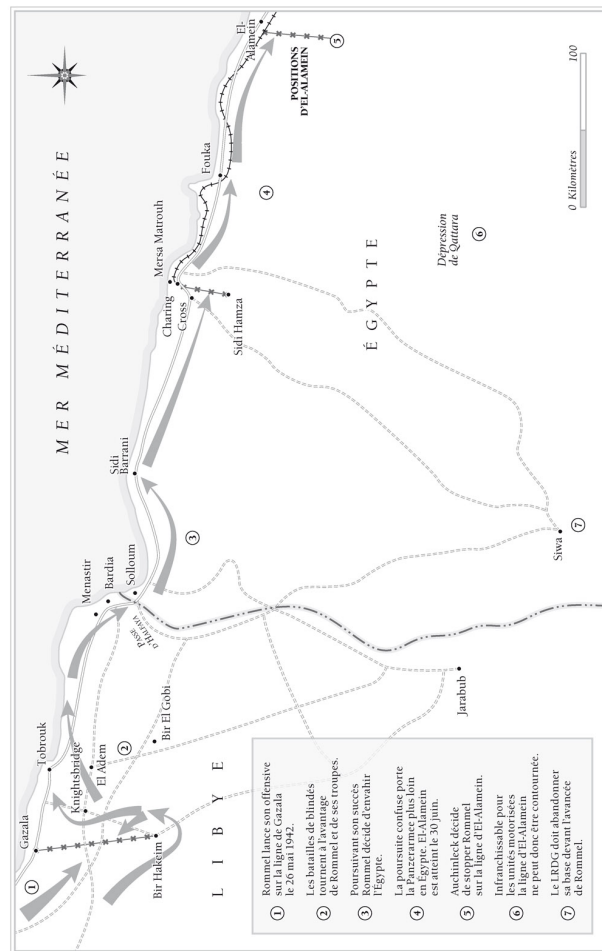 MER MÉDITERRANÉE
Gazala
Tobrouk
Knightsbridge
El Adem
Bir Hakeim
Bir El Gobi
Menastir
Bardia
Solloum
PASSE
D'HALFAYA
Sidi
Barrani
Mersa Matrouh
Charing
Cross
Sidi Hamza
Fouka
El-
Alamein
POSITIONS
D'EL-ALAMEIN
Jarabub
Siwa
Dépression
de Qattara
LIBYE
ÉGYPTE
1
2
3
4
5
6
7
0 Kilomètres 100
1 Rommel lance son offensive
sur la ligne de Gazala
le 26 mai 1942.
2 Les batailles de blindés
tournent à l'avantage
de Rommel et de ses troupes.
3 Poursuivant son succès
Rommel décide d'envahir
l'Égypte.
4 La poursuite confuse porte
la Panzerarmee plus loin
en Égypte. El-Alamein
est atteint le 30 juin.
5 Auchinleck décide
de stopper Rommel
sur la ligne d'El-Alamein.
6 Infranchissable pour
les unités motorisées
la ligne d'El-Alamein
ne peut donc être contournée.
7 Le LRDG doit abandonner
sa base devant l'avancée
de Rommel.